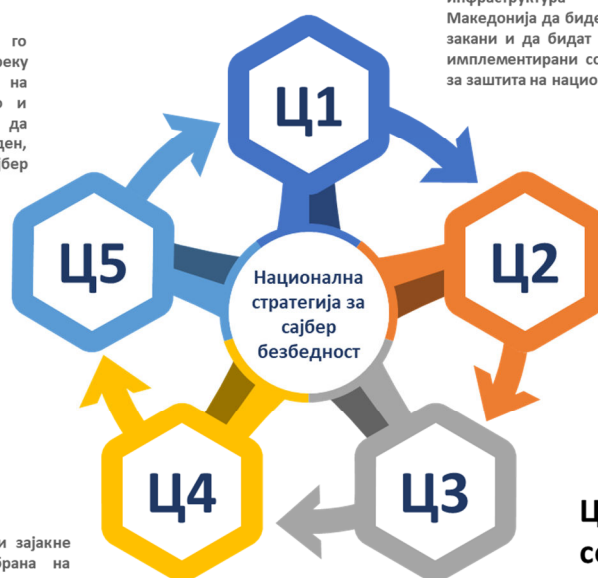 инфраструктура
Македонија да биде
закани и да бидат
имплементирани со
за заштита на нацио
го
реку
на
о и
да
ден,
јбер
Ц1
Ц2
Ц5
Национална
стратегија за
сајбер
безбедност
Ц4
Ц3
и зајакне
брана на
Ц
со